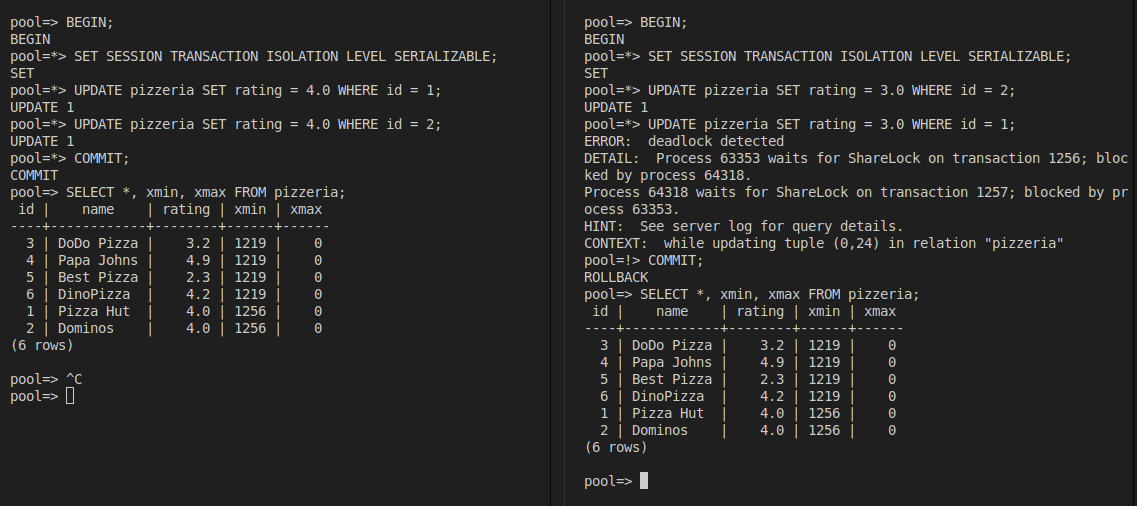 pool=> BEGIN;
BEGIN
pool=*> SET SESSION TRANSACTION ISOLATION LEVEL SERIALIZABLE;
SET
pool=*> UPDATE pizzeria SET rating = 4.0 WHERE id = 1;
UPDATE 1
pool=*> UPDATE pizzeria SET rating = 4.0 WHERE id = 2;
UPDATE 1
pool=*> COMMIT;
COMMIT
pool=> SELECT *, xmin, xmax FROM pizzeria;
 id |    name    | rating | xmin | xmax
----+------------+--------+------+------
  3 | DoDo Pizza |    3.2 | 1219 |    0
  4 | Papa Johns |    4.9 | 1219 |    0
  5 | Best Pizza |    2.3 | 1219 |    0
  6 | DinoPizza  |    4.2 | 1219 |    0
  1 | Pizza Hut  |    4.0 | 1256 |    0
  2 | Dominos    |    4.0 | 1256 |    0
(6 rows)
pool=> ^C
pool=>
pool=> BEGIN;
BEGIN
pool=*> SET SESSION TRANSACTION ISOLATION LEVEL SERIALIZABLE;
SET
pool=*> UPDATE pizzeria SET rating = 3.0 WHERE id = 2;
UPDATE 1
pool=*> UPDATE pizzeria SET rating = 3.0 WHERE id = 1;
ERROR:  deadlock detected
DETAIL:  Process 63353 waits for ShareLock on transaction 1256; bloc
ked by process 64318.
Process 64318 waits for ShareLock on transaction 1257; blocked by pr
ocess 63353.
HINT:  See server log for query details.
CONTEXT:  while updating tuple (0,24) in relation "pizzeria"
pool=!> COMMIT;
ROLLBACK
pool=> SELECT *, xmin, xmax FROM pizzeria;
 id |    name    | rating | xmin | xmax
----+------------+--------+------+------
  3 | DoDo Pizza |    3.2 | 1219 |    0
  4 | Papa Johns |    4.9 | 1219 |    0
  5 | Best Pizza |    2.3 | 1219 |    0
  6 | DinoPizza  |    4.2 | 1219 |    0
  1 | Pizza Hut  |    4.0 | 1256 |    0
  2 | Dominos    |    4.0 | 1256 |    0
(6 rows)
pool=>